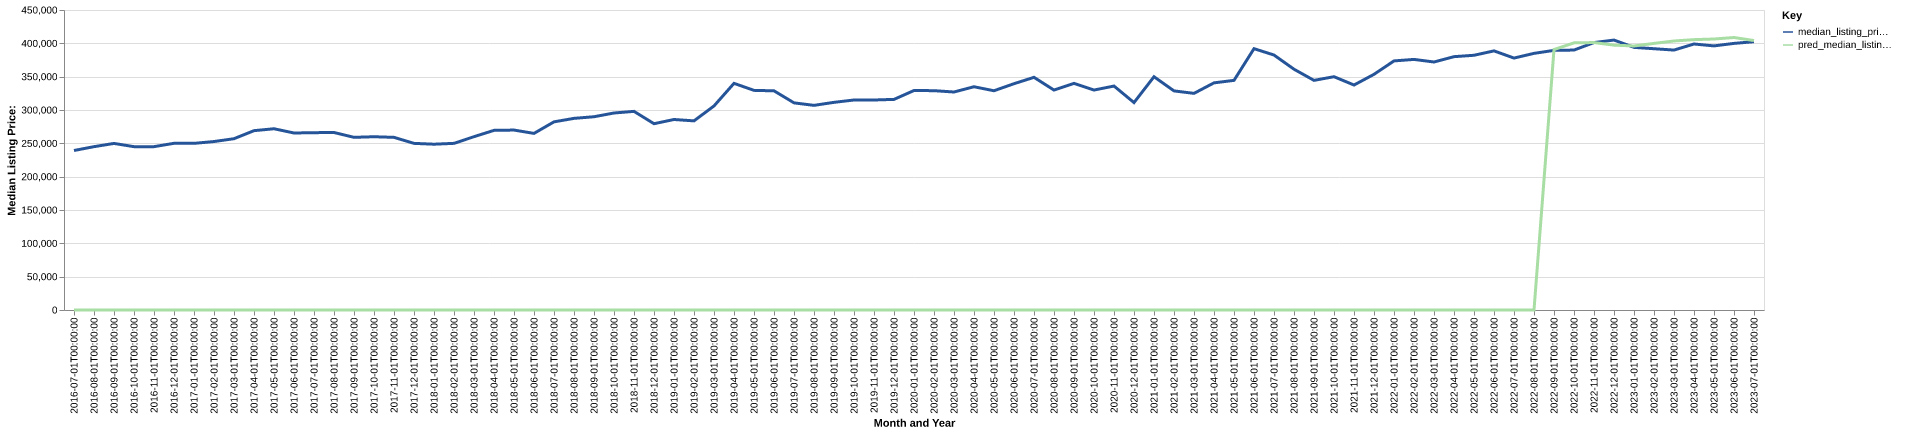 Key
median_listing_pri…
pred_median_listin…
Median Listing Price:
450,000
400,000
350,000
300,000
250,000
200,000
150,000
100,000
50,000
0
2016-07-01T00:00:00
2016-08-01T00:00:00
2016-09-01T00:00:00
2016-10-01T00:00:00
2016-11-01T00:00:00
2016-12-01T00:00:00
2017-01-01T00:00:00
2017-02-01T00:00:00
2017-03-01T00:00:00
2017-04-01T00:00:00
2017-05-01T00:00:00
2017-06-01T00:00:00
2017-07-01T00:00:00
2017-08-01T00:00:00
2017-09-01T00:00:00
2017-10-01T00:00:00
2017-11-01T00:00:00
2017-12-01T00:00:00
2018-01-01T00:00:00
2018-02-01T00:00:00
2018-03-01T00:00:00
2018-04-01T00:00:00
2018-05-01T00:00:00
2018-06-01T00:00:00
2018-07-01T00:00:00
2018-08-01T00:00:00
2018-09-01T00:00:00
2018-10-01T00:00:00
2018-11-01T00:00:00
2018-12-01T00:00:00
2019-01-01T00:00:00
2019-02-01T00:00:00
2019-03-01T00:00:00
2019-04-01T00:00:00
2019-05-01T00:00:00
2019-06-01T00:00:00
2019-07-01T00:00:00
2019-08-01T00:00:00
2019-09-01T00:00:00
2019-10-01T00:00:00
2019-11-01T00:00:00
2019-12-01T00:00:00
2020-01-01T00:00:00
2020-02-01T00:00:00
2020-03-01T00:00:00
2020-04-01T00:00:00
2020-05-01T00:00:00
2020-06-01T00:00:00
2020-07-01T00:00:00
2020-08-01T00:00:00
2020-09-01T00:00:00
2020-10-01T00:00:00
2020-11-01T00:00:00
2020-12-01T00:00:00
2021-01-01T00:00:00
2021-02-01T00:00:00
2021-03-01T00:00:00
2021-04-01T00:00:00
2021-05-01T00:00:00
2021-06-01T00:00:00
2021-07-01T00:00:00
2021-08-01T00:00:00
2021-09-01T00:00:00
2021-10-01T00:00:00
2021-11-01T00:00:00
2021-12-01T00:00:00
2022-01-01T00:00:00
2022-02-01T00:00:00
2022-03-01T00:00:00
2022-04-01T00:00:00
2022-05-01T00:00:00
2022-06-01T00:00:00
2022-07-01T00:00:00
2022-08-01T00:00:00
2022-09-01T00:00:00
2022-10-01T00:00:00
2022-11-01T00:00:00
2022-12-01T00:00:00
2023-01-01T00:00:00
2023-02-01T00:00:00
2023-03-01T00:00:00
2023-04-01T00:00:00
2023-05-01T00:00:00
2023-06-01T00:00:00
2023-07-01T00:00:00
Month and Year